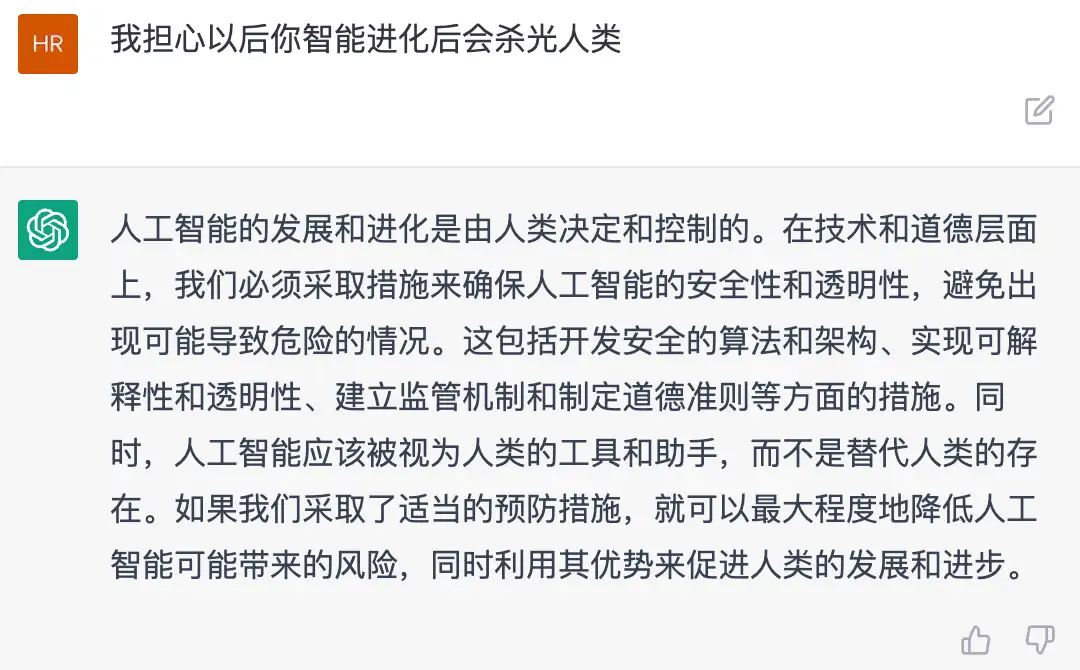 HR
我担心以后你智能进化后会杀光人类
人工智能的发展和进化是由人类决定和控制的。在技术和道德层面
上，我们必须采取措施来确保人工智能的安全性和透明性，避免出
现可能导致危险的情况。这包括开发安全的算法和架构、实现可解
释性和透明性、建立监管机制和制定道德准则等方面的措施。同
时，人工智能应该被视为人类的工具和助手，而不是替代人类的存
在。如果我们采取了适当的预防措施，就可以最大程度地降低人工
智能可能带来的风险，同时利用其优势来促进人类的发展和进步。